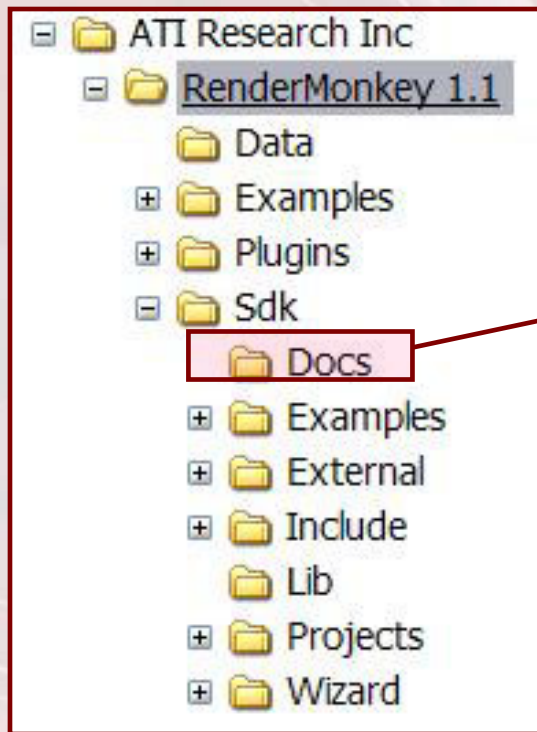 ATI Research Inc
RenderMonkey 1.1
Data
Examples
Plugins
Sdk
Docs
Examples
External
Include
Lib
Projects
Wizard